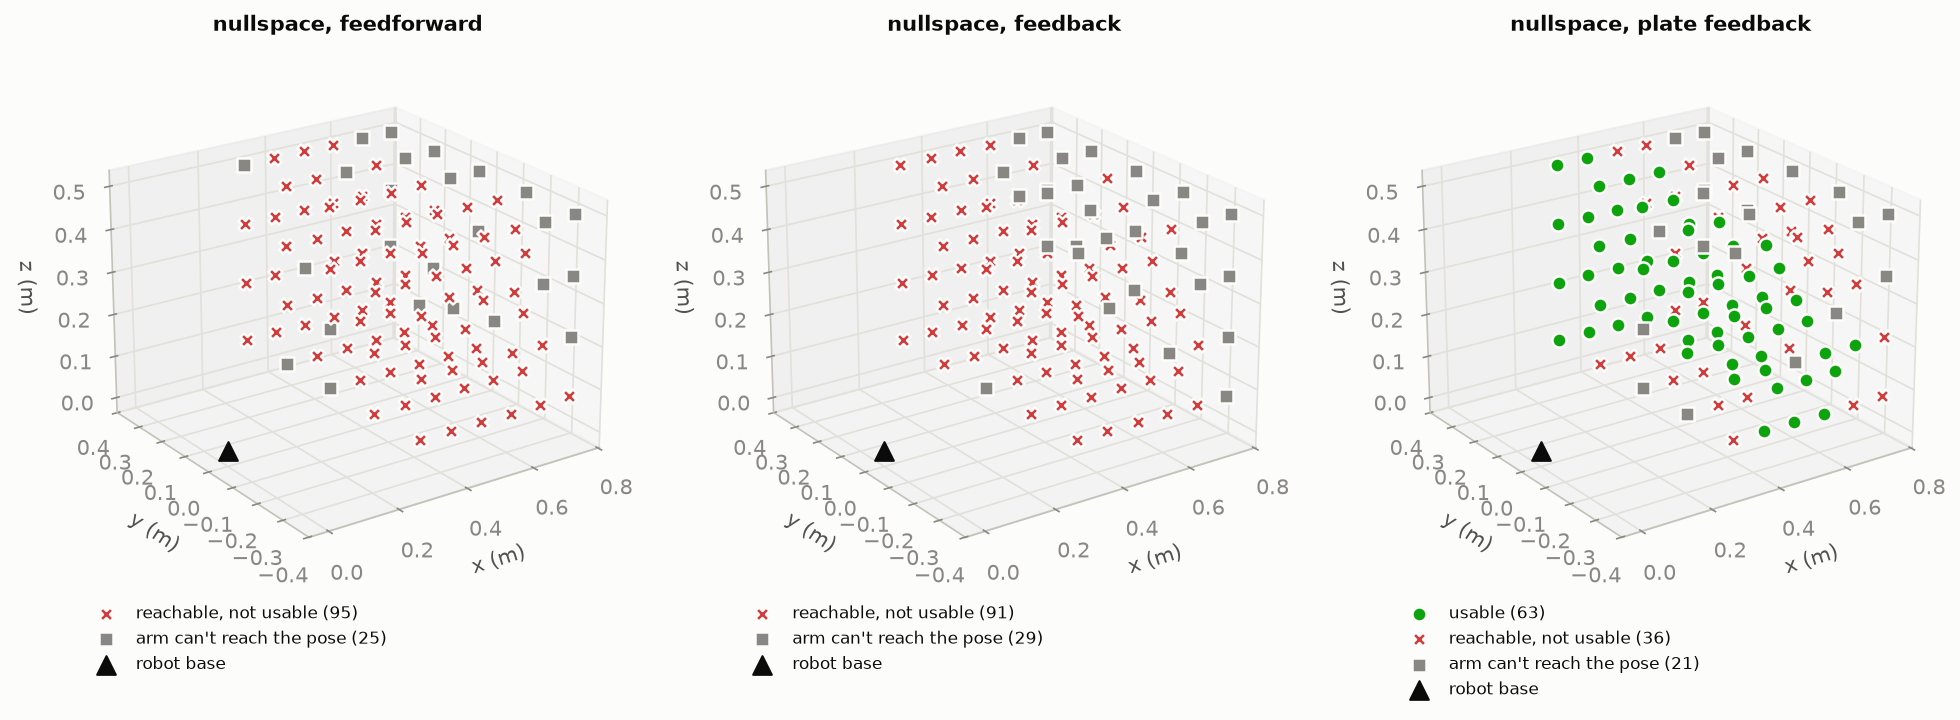 nullspace, feedforward
0.5
0.4
0.3
0.2
0.1
0.0
z (m)
0.4
0.3
0.2
0.1
0.0
−0.1
−0.2
−0.3
−0.4
y (m)
0.0
0.2
0.4
0.6
0.8
x (m)
reachable, not usable (95)
arm can't reach the pose (25)
robot base
nullspace, feedback
0.5
0.4
0.3
0.2
0.1
0.0
z (m)
0.4
0.3
0.2
0.1
0.0
−0.1
−0.2
−0.3
−0.4
y (m)
0.0
0.2
0.4
0.6
0.8
x (m)
reachable, not usable (91)
arm can't reach the pose (29)
robot base
nullspace, plate feedback
0.5
0.4
0.3
0.2
0.1
0.0
z (m)
0.4
0.3
0.2
0.1
0.0
−0.1
−0.2
−0.3
−0.4
y (m)
0.0
0.2
0.4
0.6
0.8
x (m)
usable (63)
reachable, not usable (36)
arm can't reach the pose (21)
robot base